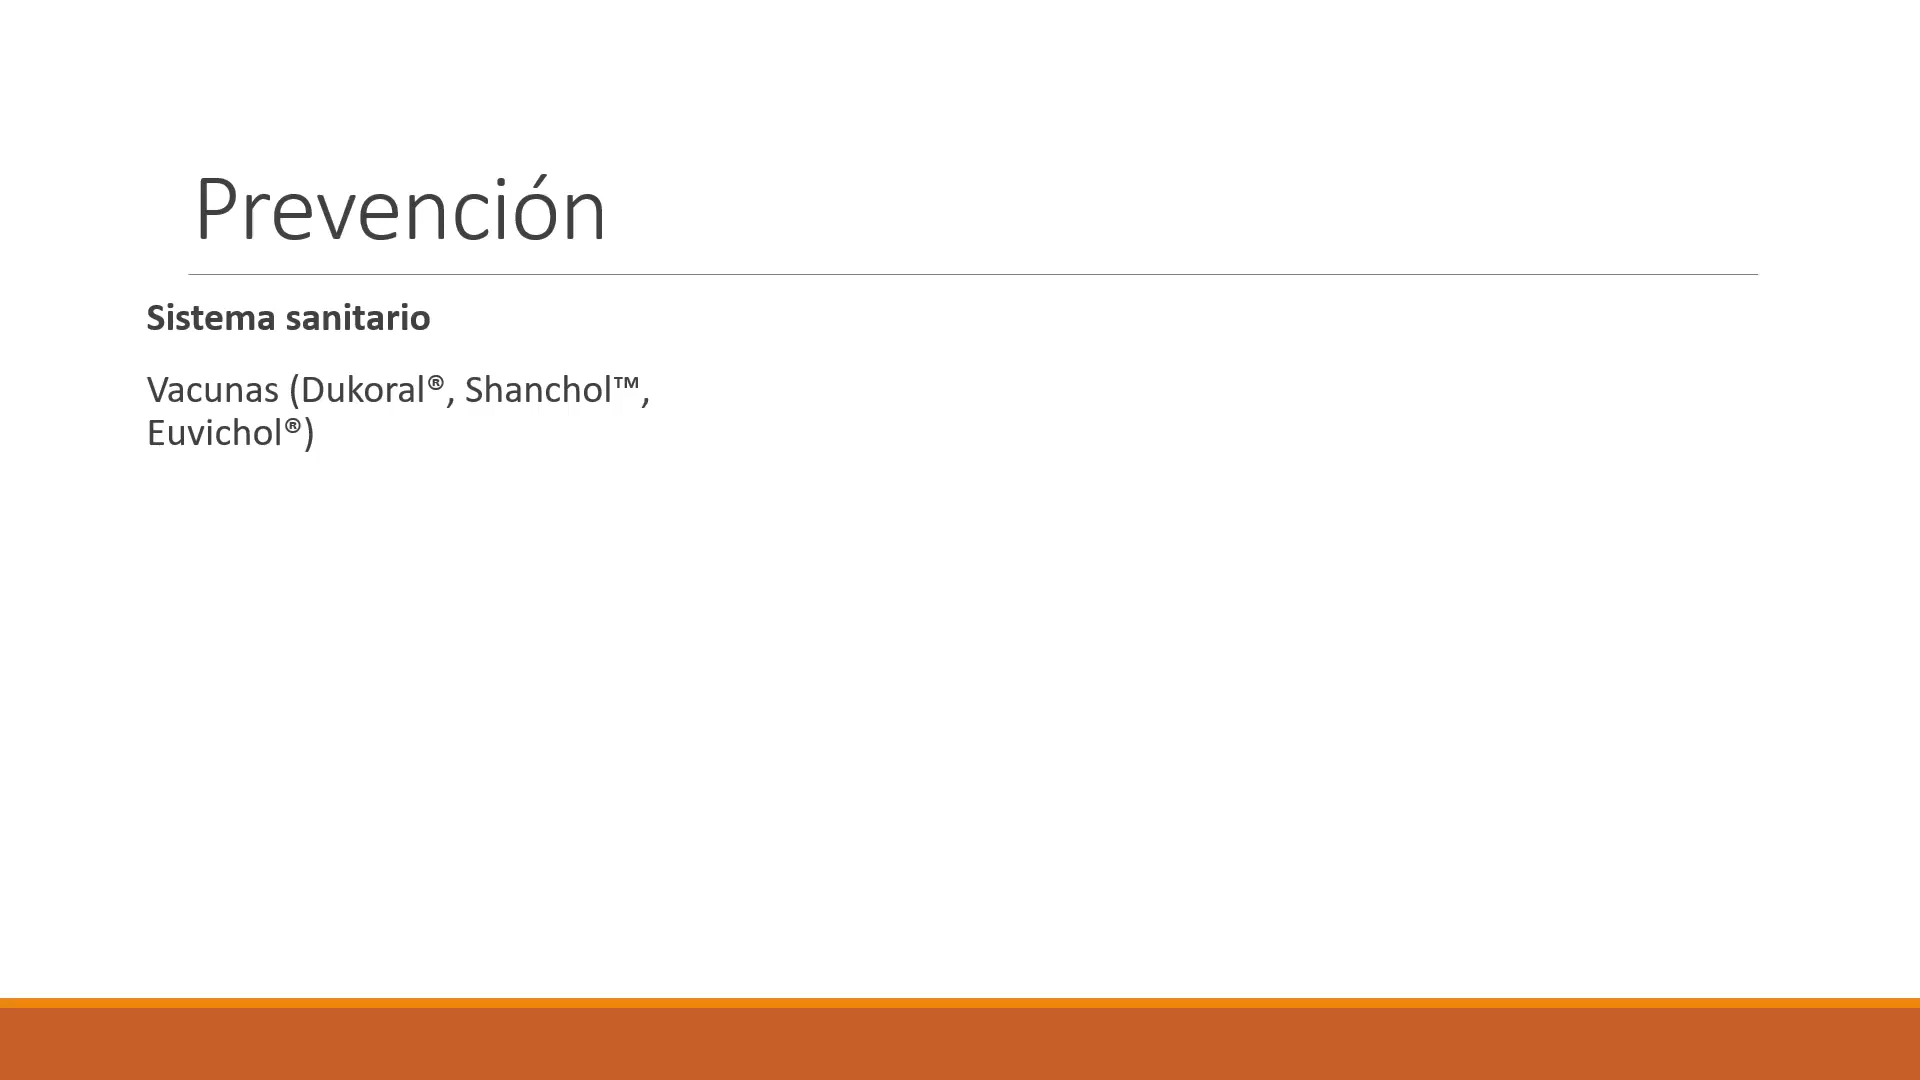 Prevención
Sistema sanitario
Vacunas (Dukoral®, Shanchol™,
Euvichol®)